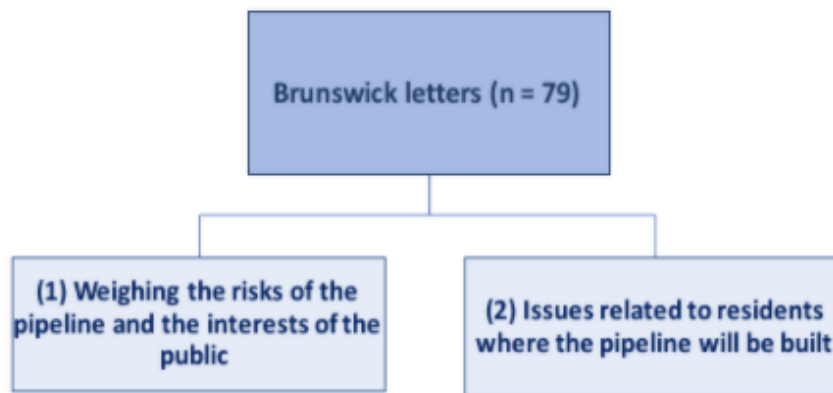 Brunswick letters (n = 79)
(1) Weighing the risks of the
pipeline and the interests of the
public
(2) Issues related to residents
where the pipeline will be built